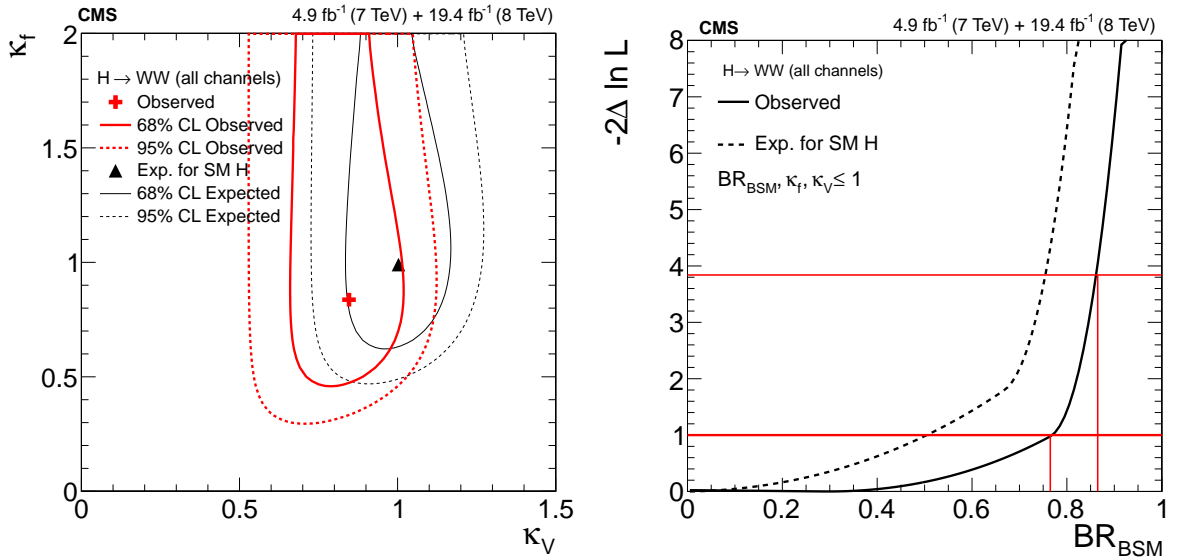 CMS 4.9 fb⁻¹ (7 TeV) + 19.4 fb⁻¹ (8 TeV)
κf
2
1.5
1
0.5
0
H → WW (all channels)
Observed
68% CL Observed
95% CL Observed
Exp. for SM H
68% CL Expected
95% CL Expected
0 0.5 1 1.5
κV
CMS 4.9 fb⁻¹ (7 TeV) + 19.4 fb⁻¹ (8 TeV)
-2Δ ln L
8
7
6
5
4
3
2
1
0
H→ WW (all channels)
Observed
Exp. for SM H
BRBSM, κf, κV ≤ 1
0 0.2 0.4 0.6 0.8 1
BRBSM